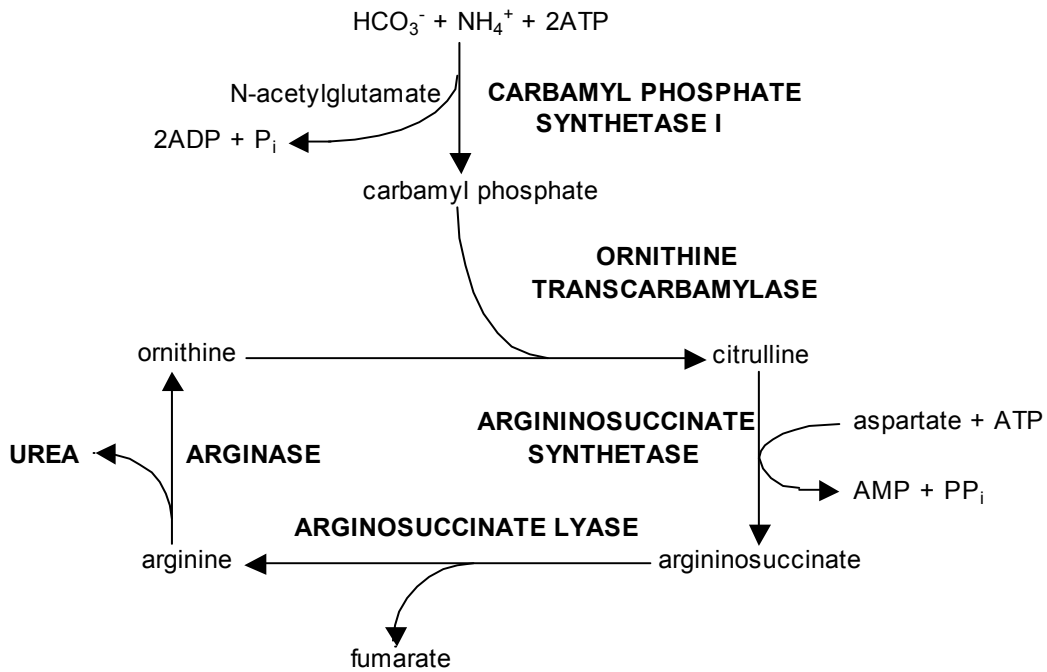 HCO₃⁻ + NH₄⁺ + 2ATP
N-acetylglutamate
CARBAMYL PHOSPHATE
SYNTHETASE I
2ADP + Pᵢ
carbamyl phosphate
ORNITHINE
TRANSCARBAMYLASE
ornithine
citrulline
ARGININOSUCCINATE
SYNTHETASE
aspartate + ATP
UREA
ARGINASE
AMP + PPᵢ
ARGINOSUCCINATE LYASE
arginine
argininosuccinate
fumarate